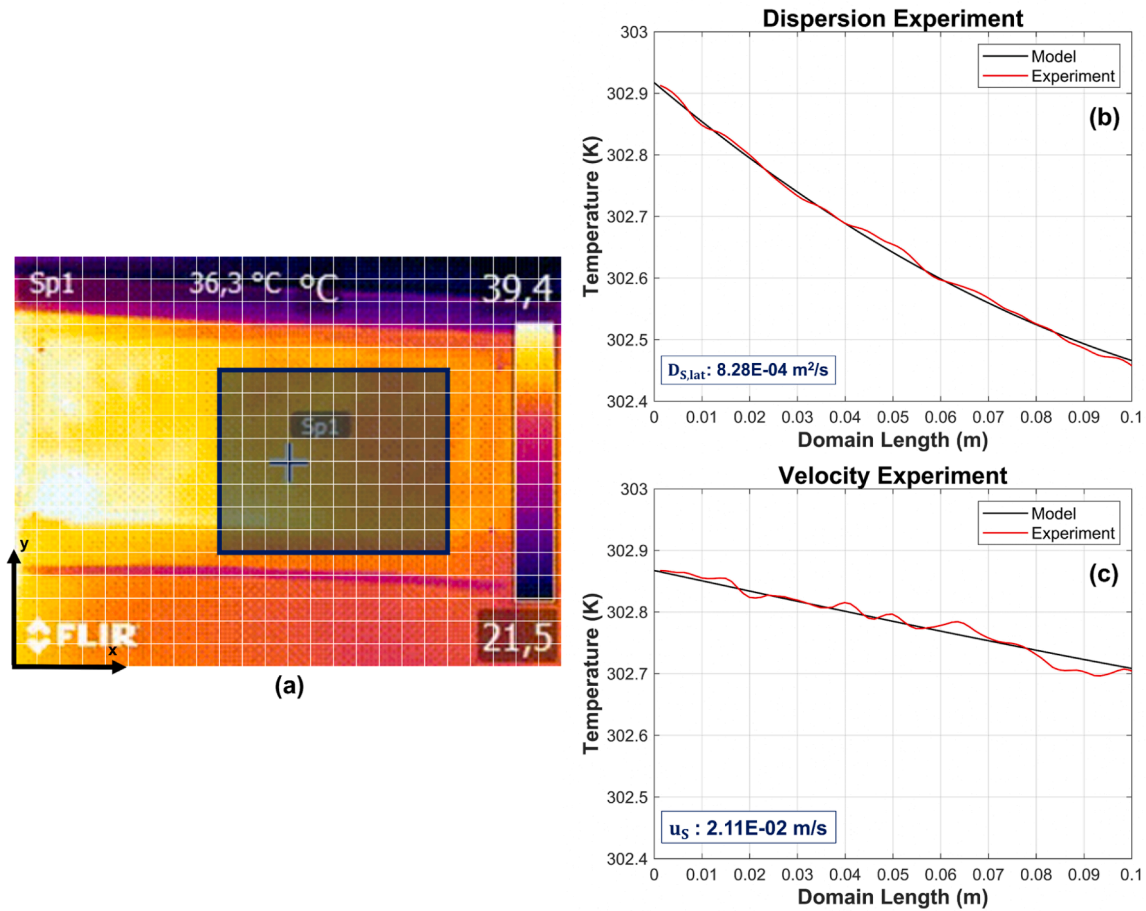 Sp1 36,3 °C °C 39,4
Sp1
21,5
FLIR
y
x
(a)
Dispersion Experiment
303
302.9
302.8
302.7
302.6
302.5
302.4
Temperature (K)
Model
Experiment
(b)
D_S,lat: 8.28E-04 m²/s
0 0.01 0.02 0.03 0.04 0.05 0.06 0.07 0.08 0.09 0.1
Domain Length (m)
Velocity Experiment
303
302.9
302.8
302.7
302.6
302.5
302.4
Temperature (K)
Model
Experiment
(c)
u_S : 2.11E-02 m/s
0 0.01 0.02 0.03 0.04 0.05 0.06 0.07 0.08 0.09 0.1
Domain Length (m)